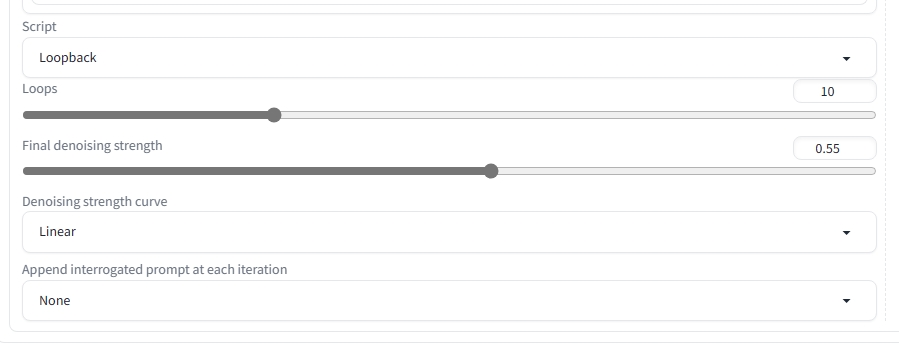 Script
Loopback
Loops
10
Final denoising strength
0.55
Denoising strength curve
Linear
Append interrogated prompt at each iteration
None